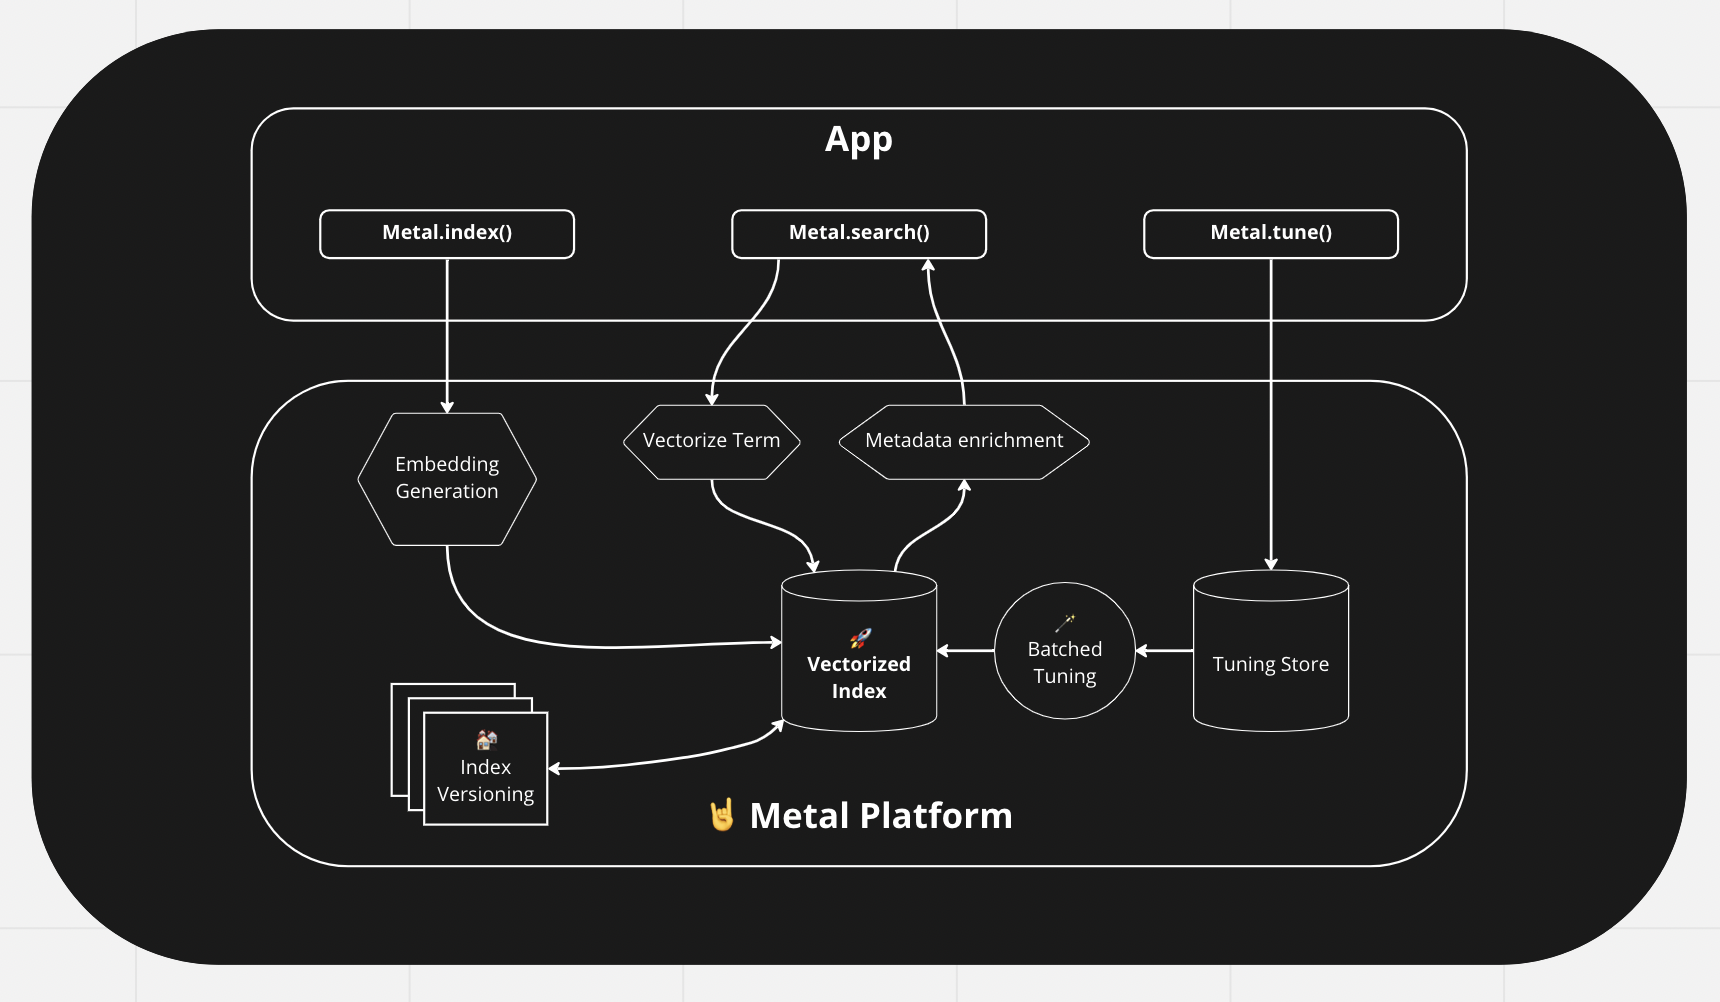 App
Metal.index()
Metal.search()
Metal.tune()
Vectorize Term
Metadata enrichment
Embedding
Generation
Vectorized
Index
Batched
Tuning
Tuning Store
Index
Versioning
Metal Platform